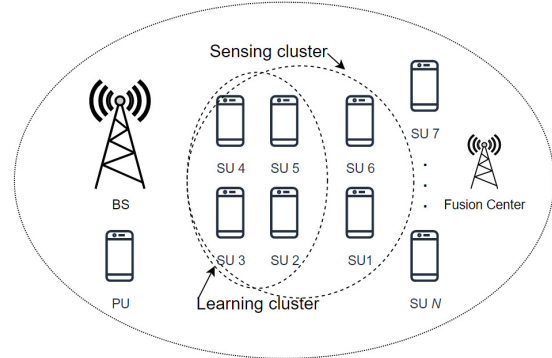 Sensing cluster
SU 7
SU 4
SU 5
SU 6
BS
Fusion Center
SU 3
SU 2
SU1
PU
Learning cluster
SU N